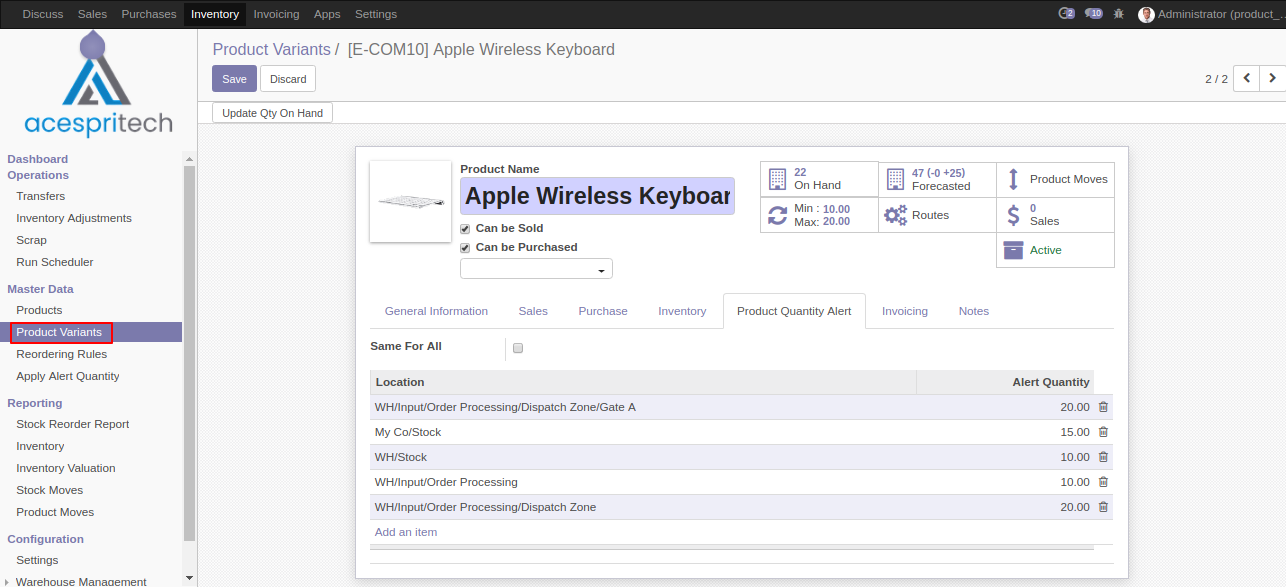 Discuss Sales Purchases Inventory Invoicing Apps Settings 2 10 Administrator (product_...
acespritech
Dashboard
Operations
Transfers
Inventory Adjustments
Scrap
Run Scheduler
Master Data
Products
Product Variants
Reordering Rules
Apply Alert Quantity
Reporting
Stock Reorder Report
Inventory
Inventory Valuation
Stock Moves
Product Moves
Configuration
Settings
Warehouse Management
Product Variants / [E-COM10] Apple Wireless Keyboard
Save Discard 2 / 2
Update Qty On Hand
Product Name
Apple Wireless Keyboar
Can be Sold
Can be Purchased
22 On Hand
47 (-0 +25) Forecasted
Product Moves
Min : 10.00
Max: 20.00
Routes
0 Sales
Active
General Information Sales Purchase Inventory Product Quantity Alert Invoicing Notes
Same For All
Location Alert Quantity
WH/Input/Order Processing/Dispatch Zone/Gate A 20.00
My Co/Stock 15.00
WH/Stock 10.00
WH/Input/Order Processing 10.00
WH/Input/Order Processing/Dispatch Zone 20.00
Add an item